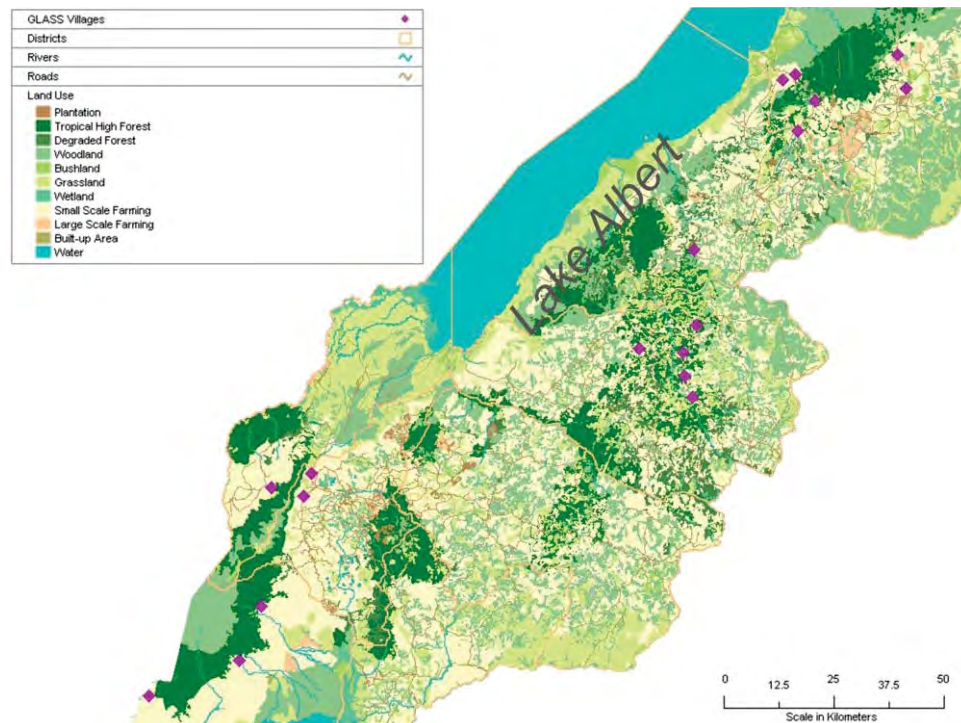 GLASS Villages
Districts
Rivers
Roads
Land Use
Plantation
Tropical High Forest
Degraded Forest
Woodland
Bushland
Grassland
Wetland
Small Scale Farming
Large Scale Farming
Built-up Area
Water
Lake Albert
0 12.5 25 37.5 50
Scale in Kilometers